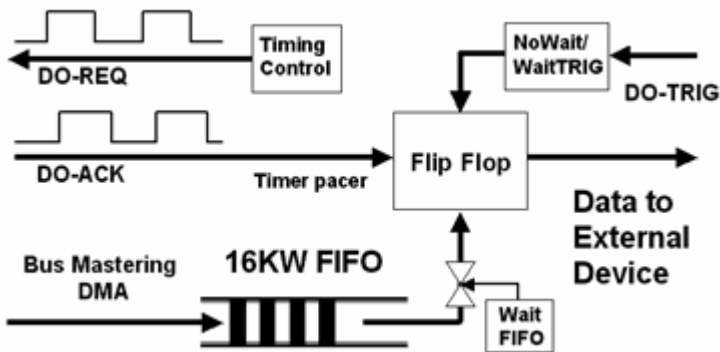 Timing
Control
DO-REQ
NoWait/
WaitTRIG
DO-TRIG
DO-ACK
Timer pacer
Flip Flop
Data to
External
Device
Bus Mastering
DMA
16KW FIFO
Wait
FIFO